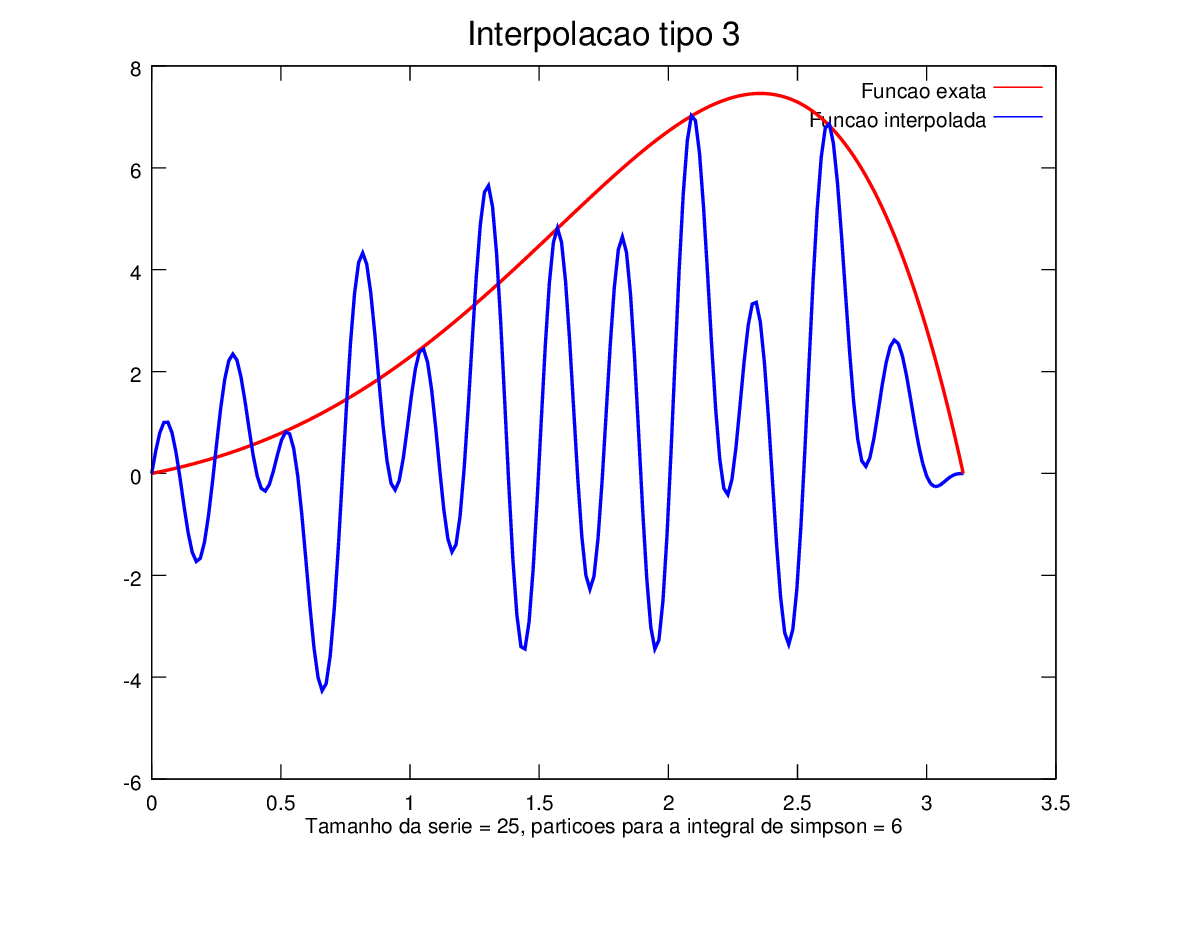 Interpolacao tipo 3
8
6
4
2
0
-2
-4
-6
Funcao exata
Funcao interpolada
0 0.5 1 1.5 2 2.5 3 3.5
Tamanho da serie = 25, particoes para a integral de simpson = 6